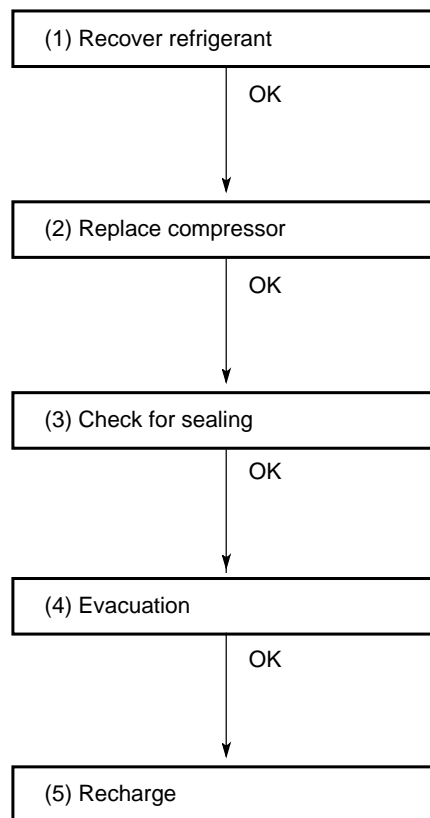 (1) Recover refrigerant
OK
(2) Replace compressor
OK
(3) Check for sealing
OK
(4) Evacuation
OK
(5) Recharge